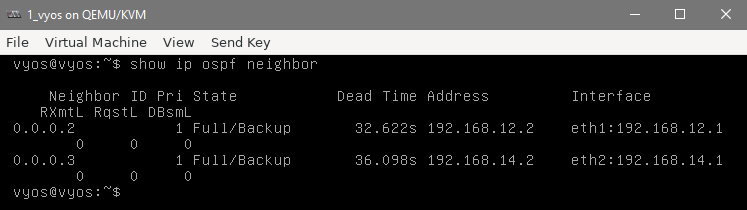 1_vyos on QEMU/KVM
File Virtual Machine View Send Key
vyos@vyos:~$ show ip ospf neighbor
Neighbor ID Pri State Dead Time Address Interface
RXmtL RqstL DBsmL
0.0.0.2 1 Full/Backup 32.622s 192.168.12.2 eth1:192.168.12.1
0 0 0
0.0.0.3 1 Full/Backup 36.098s 192.168.14.2 eth2:192.168.14.1
0 0 0
vyos@vyos:~$